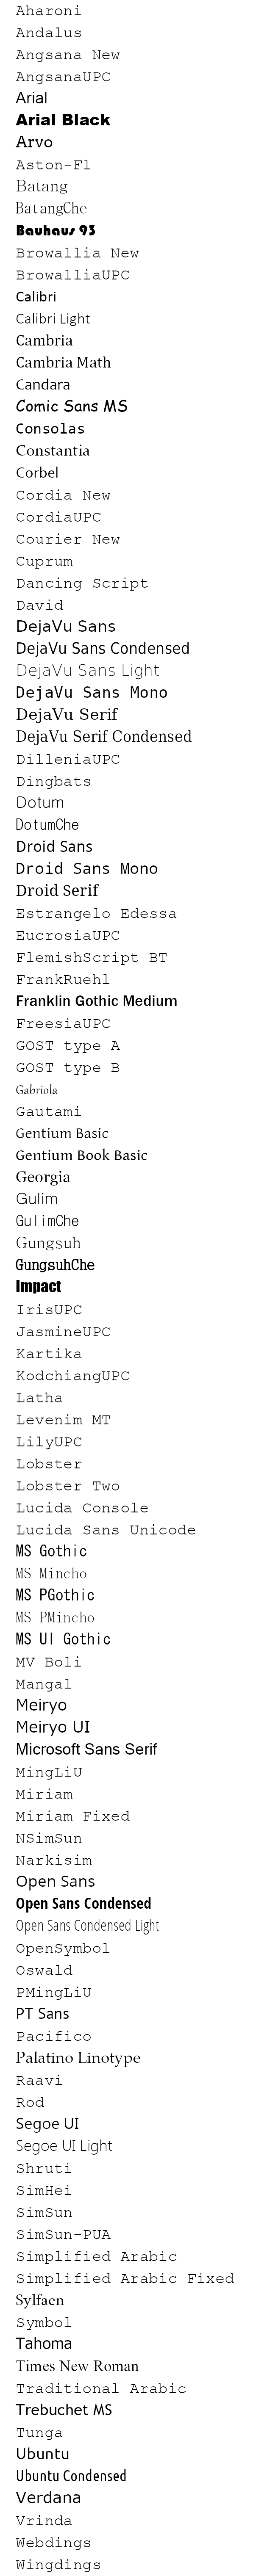 Aharoni
Andalus
Angsana New
AngsanaUPC
Arial
Arial Black
Arvo
Aston-F1
Batang
BatangChe
Bauhaus 93
Browallia New
BrowalliaUPC
Calibri
Calibri Light
Cambria
Cambria Math
Candara
Comic Sans MS
Consolas
Constantia
Corbel
Cordia New
CordiaUPC
Courier New
Cuprum
Dancing Script
David
DejaVu Sans
DejaVu Sans Condensed
DejaVu Sans Light
DejaVu Sans Mono
DejaVu Serif
DejaVu Serif Condensed
DilleniaUPC
Dingbats
Dotum
DotumChe
Droid Sans
Droid Sans Mono
Droid Serif
Estrangelo Edessa
EucrosiaUPC
FlemishScript BT
FrankRuehl
Franklin Gothic Medium
FreesiaUPC
GOST type A
GOST type B
Gabriola
Gautami
Gentium Basic
Gentium Book Basic
Georgia
Gulim
GulimChe
Gungsuh
GungsuhChe
Impact
IrisUPC
JasmineUPC
Kartika
KodchiangUPC
Latha
Levenim MT
LilyUPC
Lobster
Lobster Two
Lucida Console
Lucida Sans Unicode
MS Gothic
MS Mincho
MS PGothic
MS PMincho
MS UI Gothic
MV Boli
Mangal
Meiryo
Meiryo UI
Microsoft Sans Serif
MingLiU
Miriam
Miriam Fixed
NSimSun
Narkisim
Open Sans
Open Sans Condensed
Open Sans Condensed Light
OpenSymbol
Oswald
PMingLiU
PT Sans
Pacifico
Palatino Linotype
Raavi
Rod
Segoe UI
Segoe UI Light
Shruti
SimHei
SimSun
SimSun-PUA
Simplified Arabic
Simplified Arabic Fixed
Sylfaen
Symbol
Tahoma
Times New Roman
Traditional Arabic
Trebuchet MS
Tunga
Ubuntu
Ubuntu Condensed
Verdana
Vrinda
Webdings
Wingdings